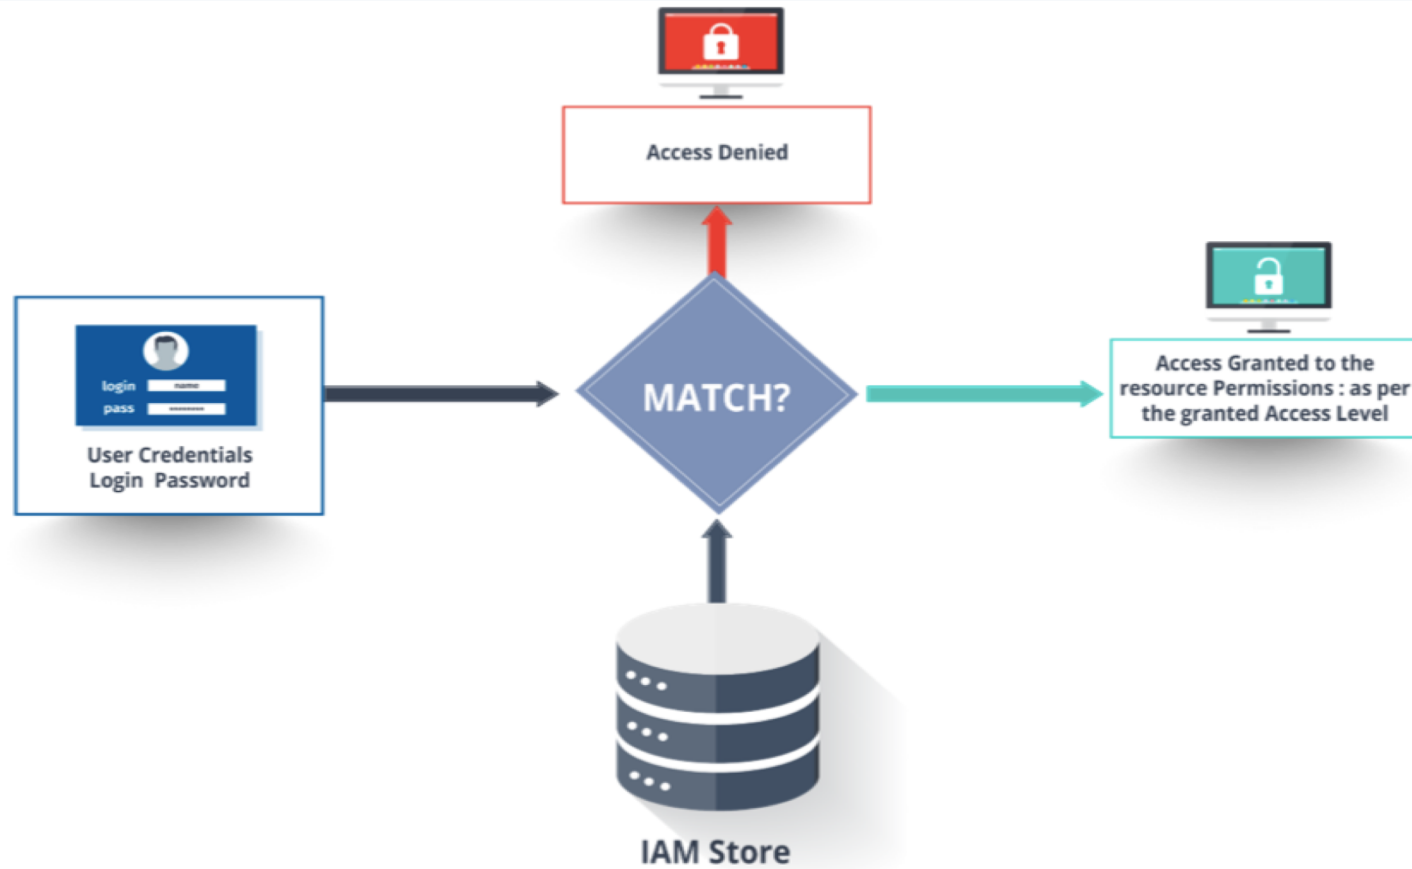 Access Denied
login name
pass
User Credentials
Login Password
MATCH?
Access Granted to the
resource Permissions : as per
the granted Access Level
IAM Store